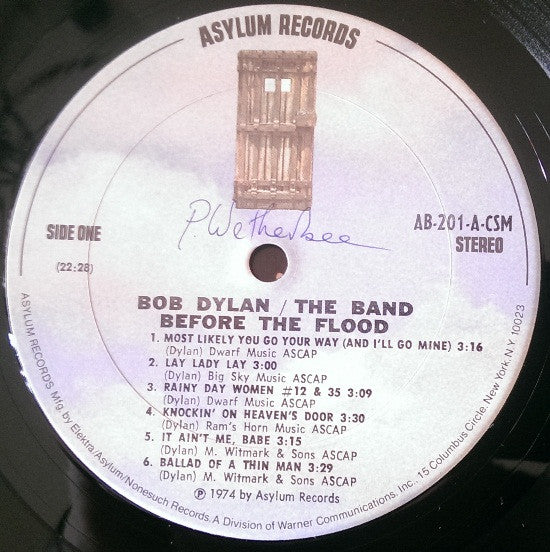 ASYLUM RECORDS
P Wetherbee
SIDE ONE
(22:28)
AB-201-A-CSM
STEREO
BOB DYLAN / THE BAND
BEFORE THE FLOOD
1. MOST LIKELY YOU GO YOUR WAY (AND I'LL GO MINE) 3:16
(Dylan) Dwarf Music ASCAP
2. LAY LADY LAY 3:00
(Dylan) Big Sky Music ASCAP
3. RAINY DAY WOMEN #12 & 35 3:09
(Dylan) Dwarf Music ASCAP
4. KNOCKIN' ON HEAVEN'S DOOR 3:30
(Dylan) Ram's Horn Music ASCAP
5. IT AIN'T ME, BABE 3:15
(Dylan) M. Witmark & Sons ASCAP
6. BALLAD OF A THIN MAN 3:29
(Dylan) M. Witmark & Sons ASCAP
℗ 1974 by Asylum Records
ASYLUM RECORDS Mfg. by Elektra/Asylum/Nonesuch Records. A Division of Warner Communications, Inc., 15 Columbus Circle, New York, N.Y. 10023